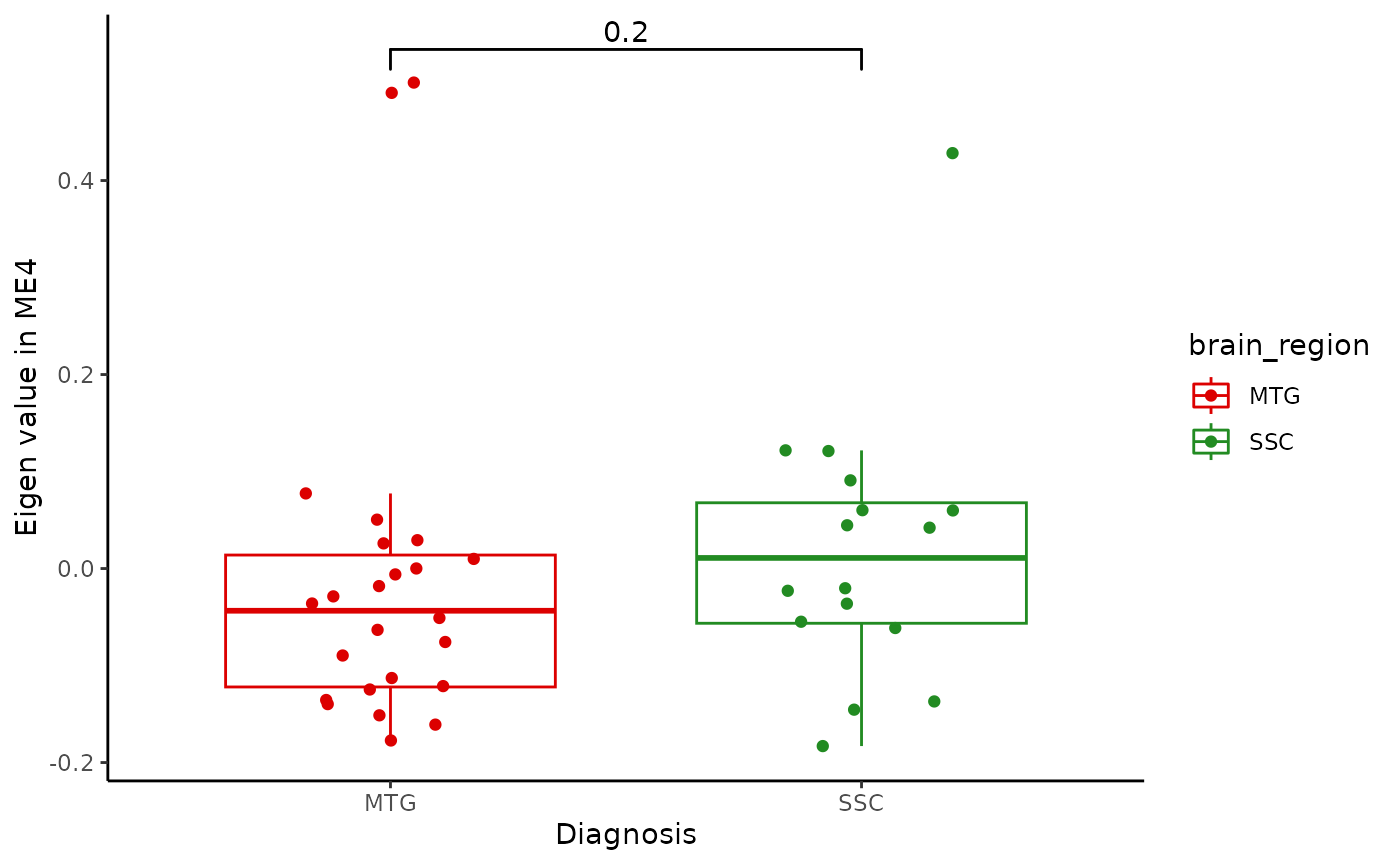 0.2
0.4
0.2
0.0
-0.2
Eigen value in ME4
MTG
SSC
Diagnosis
brain_region
MTG
SSC